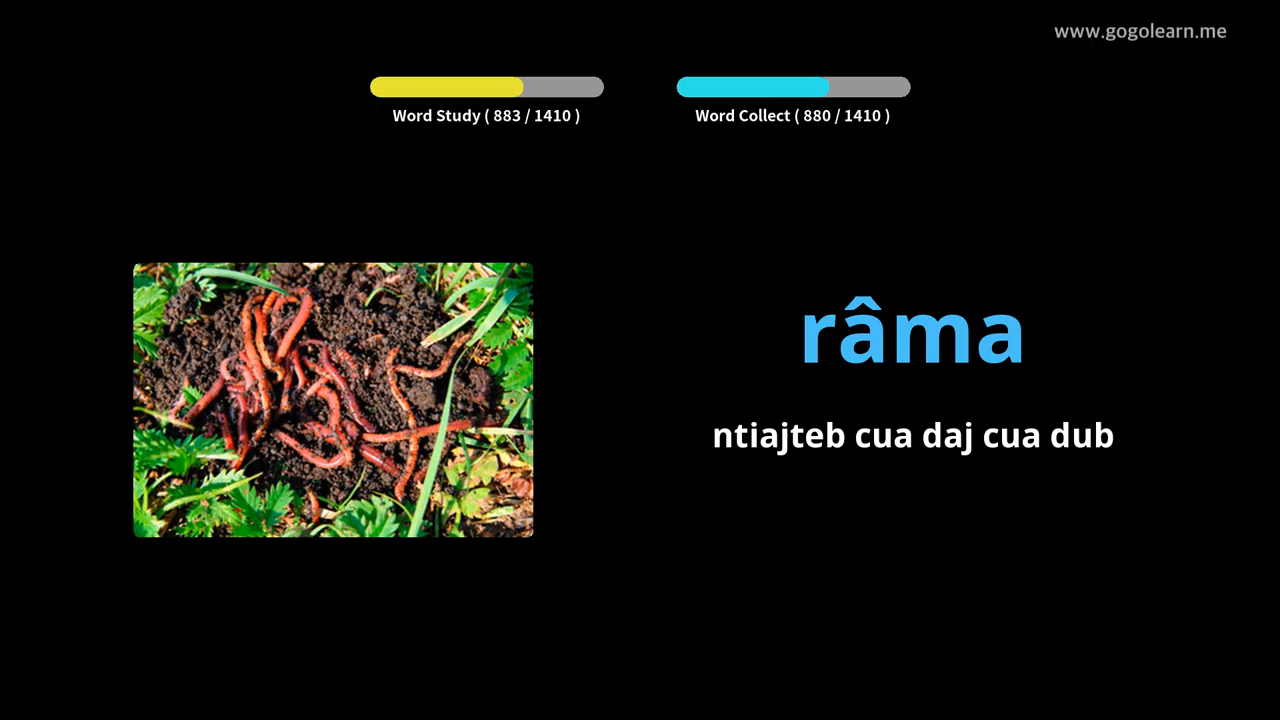 www.gogolearn.me
Word Study ( 883 / 1410 )
Word Collect ( 880 / 1410 )
râma
ntiajteb cua daj cua dub